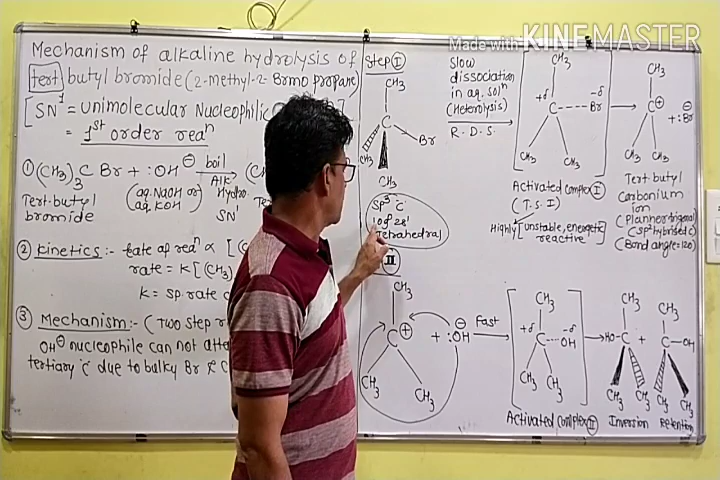 Made with KINEMASTER
Mechanism of alkaline hydrolysis of
tert butyl bromide (2-methyl-2-Bromo propane)
[SN¹ = unimolecular Nucleophilic
= 1st order reaⁿ
① (CH₃)₃ C Br + :OH⊖ boil
Alk
(aq.NaOH or
aq.KOH)
Hydro.
SN¹
Tert-butyl
bromide
② Kinetics:- Rate of reaⁿ ∝ [(C
rate = K[(CH₃)
K = sp. rate c
③ Mechanism:- (Two step r
OH⊖ nucleophile can not atta
tertiary c̈ due to bulky Br & C
Step Ⅰ
CH₃
C
Br
CH₃
CH₃
Slow
dissociation
in aq. solⁿ
(Heterolysis)
R.D.S.
CH₃
+δ -δ
C ---Br
CH₃ CH₃
Activated complex Ⅰ
(T.S.I)
Highly [unstable, energetic
reactive]
CH₃
C⊕
+ :Br⊖
CH₃ CH₃
Tert-butyl
Carbonium
ion
(Planner trigonal
(SP² hybrised c)
(Bond angle=120)
SP³ c̈
109°28'
Tetrahedral
Ⅱ
CH₃
C⊕ + :OH⊖
CH₃ CH₃
Fast
CH₃
+δ -δ
C ---OH
CH₃ CH₃
Activated complex Ⅱ
CH₃
HO-C
CH₃ CH₃
Inversion
+
CH₃
C-OH
CH₃ CH₃
Retention